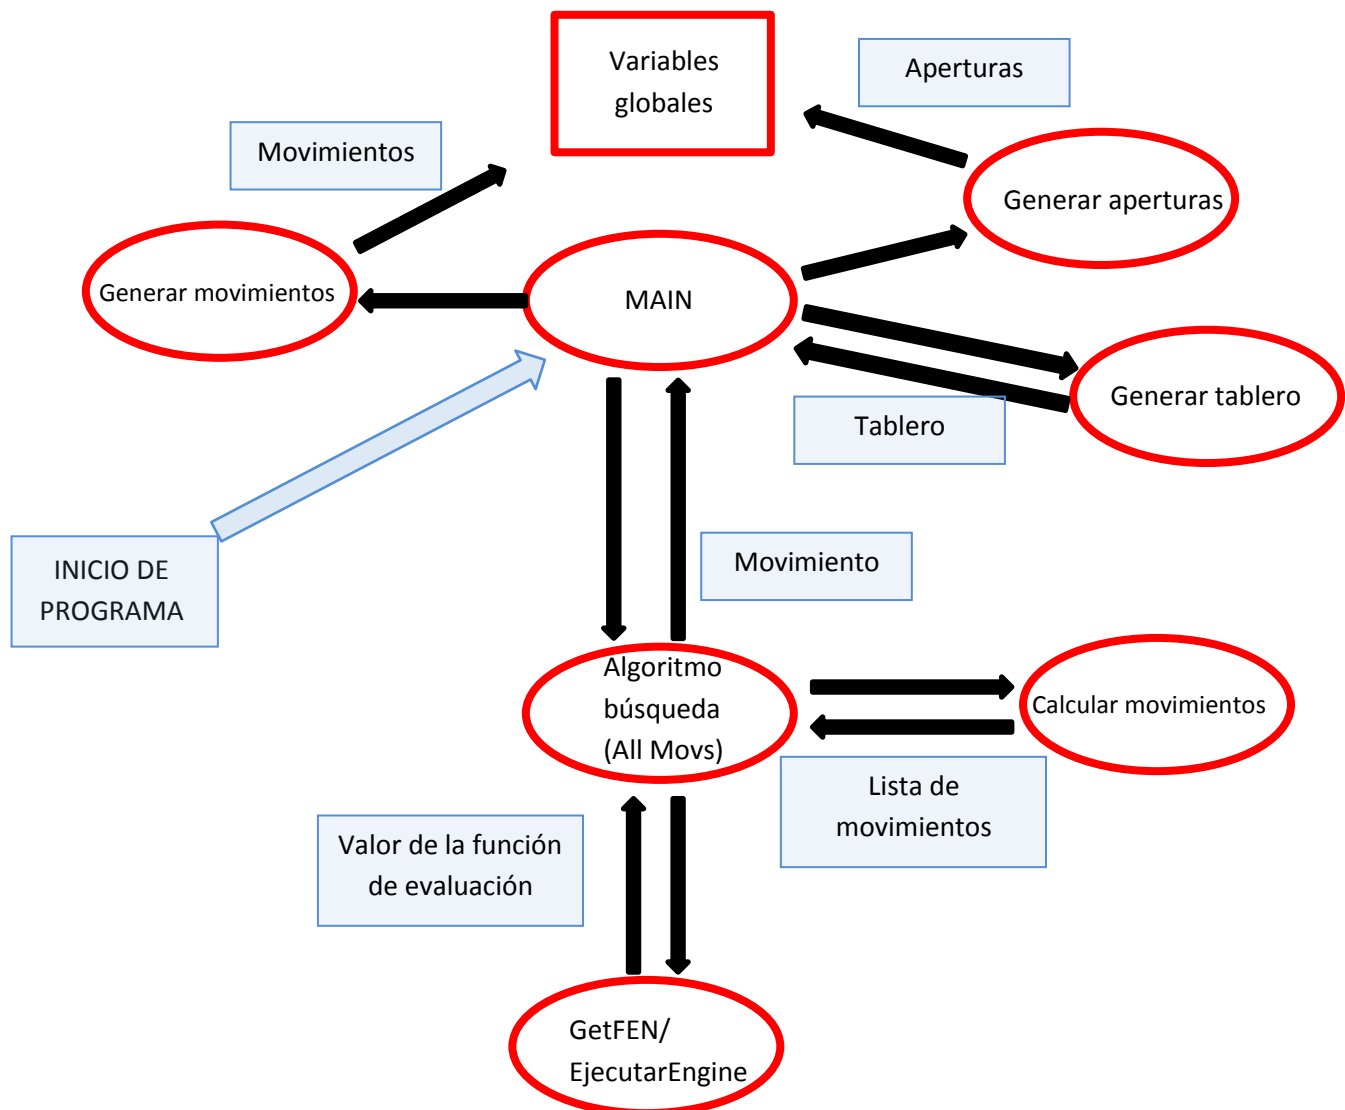 Variables
globales
Aperturas
Movimientos
Generar aperturas
Generar movimientos
MAIN
Generar tablero
Tablero
INICIO DE
PROGRAMA
Movimiento
Algoritmo
búsqueda
(All Movs)
Calcular movimientos
Lista de
movimientos
Valor de la función
de evaluación
GetFEN/
EjecutarEngine